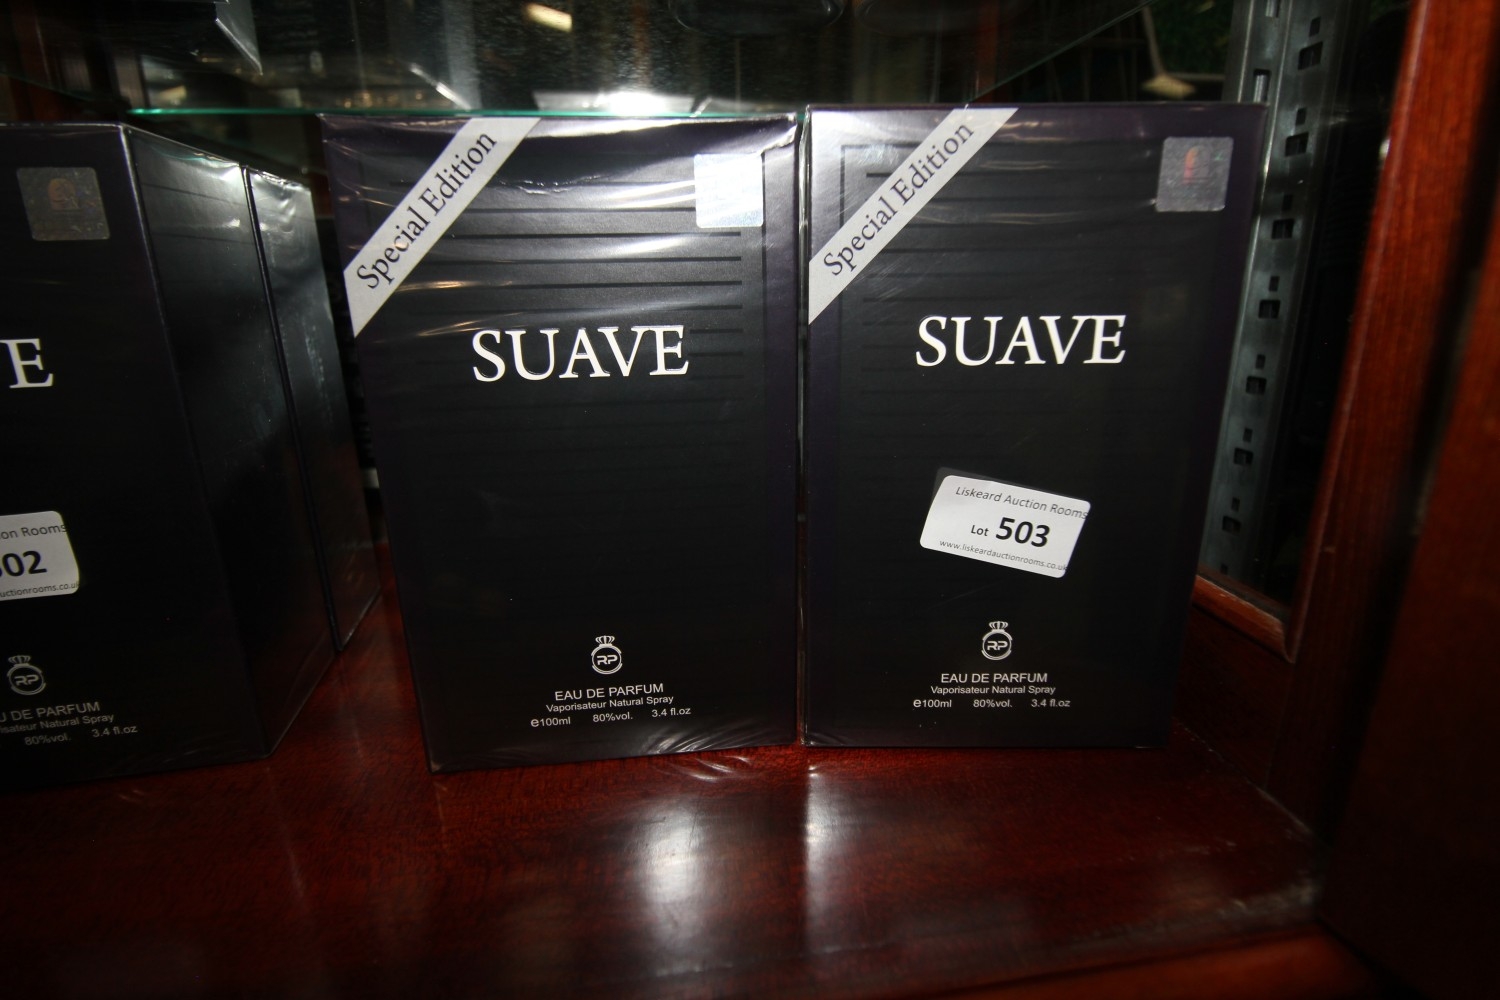 E
on Rooms
02
uctionrooms.co.uk
RP
DE PARFUM
Natural Spray
80%vol. 3.4 fl.oz
Special Edition
SUAVE
RP
EAU DE PARFUM
Vaporisateur Natural Spray
e100ml 80%vol. 3.4 fl.oz
Special Edition
SUAVE
Liskeard Auction Rooms
Lot 503
www.liskeardauctionrooms.co.uk
RP
EAU DE PARFUM
Vaporisateur Natural Spray
e100ml 80%vol. 3.4 fl.oz